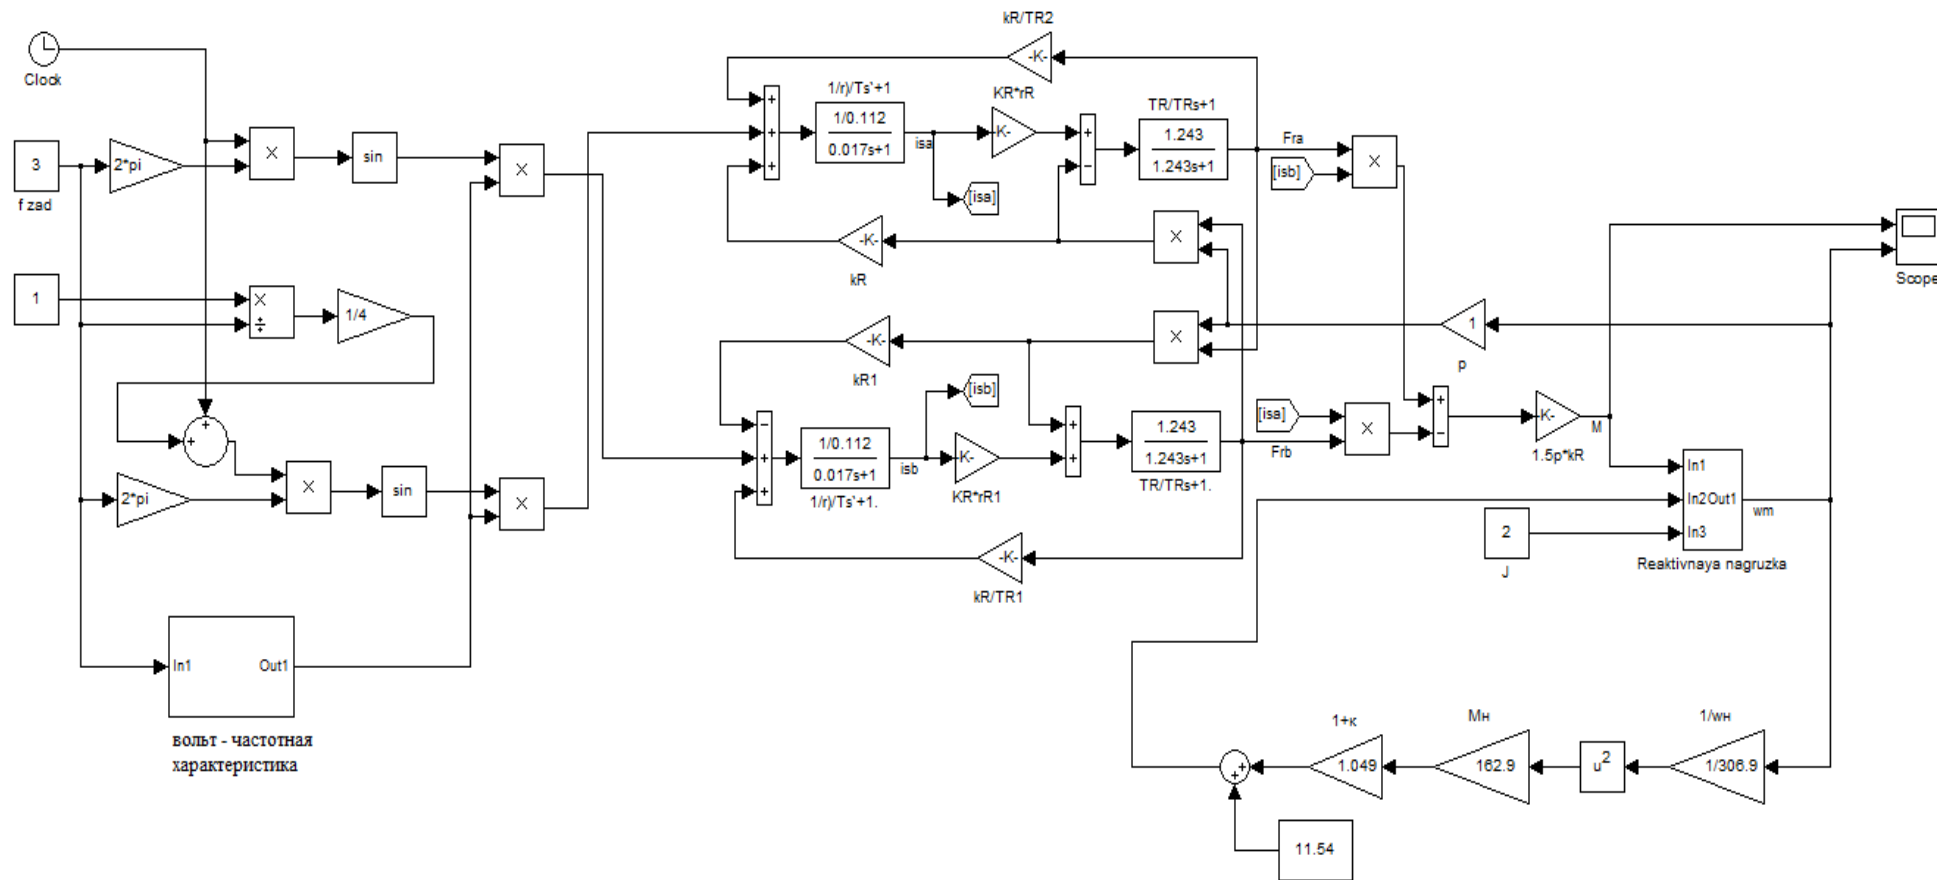 Clock
3
f zad
2*pi
×
sin
×
1
×
÷
1/4
+
+
2*pi
×
sin
×
In1
Out1
вольт - частотная
характеристика
kR/TR2
-K-
+
+
+
1/r)/Ts'+1
1/0.112
0.017s+1
isa
[isa]
KR*rR
K-
+
−
TR/TRs+1
1.243
1.243s+1
Fra
[isb]
×
-K-
kR
×
-K-
kR1
×
[isb]
−
+
+
1/0.112
0.017s+1
1/r)/Ts'+1.
isb
K-
KR*rR1
+
+
1.243
1.243s+1
TR/TRs+1.
[isa]
Frb
×
-K-
kR/TR1
1
p
+
−
K-
1.5p*kR
M
Scope
In1
In2
Out1
In3
wm
Reaktivnaya nagruzka
2
J
1+к
1.049
Мн
162.9
u²
1/wн
1/306.9
+
+
11.54